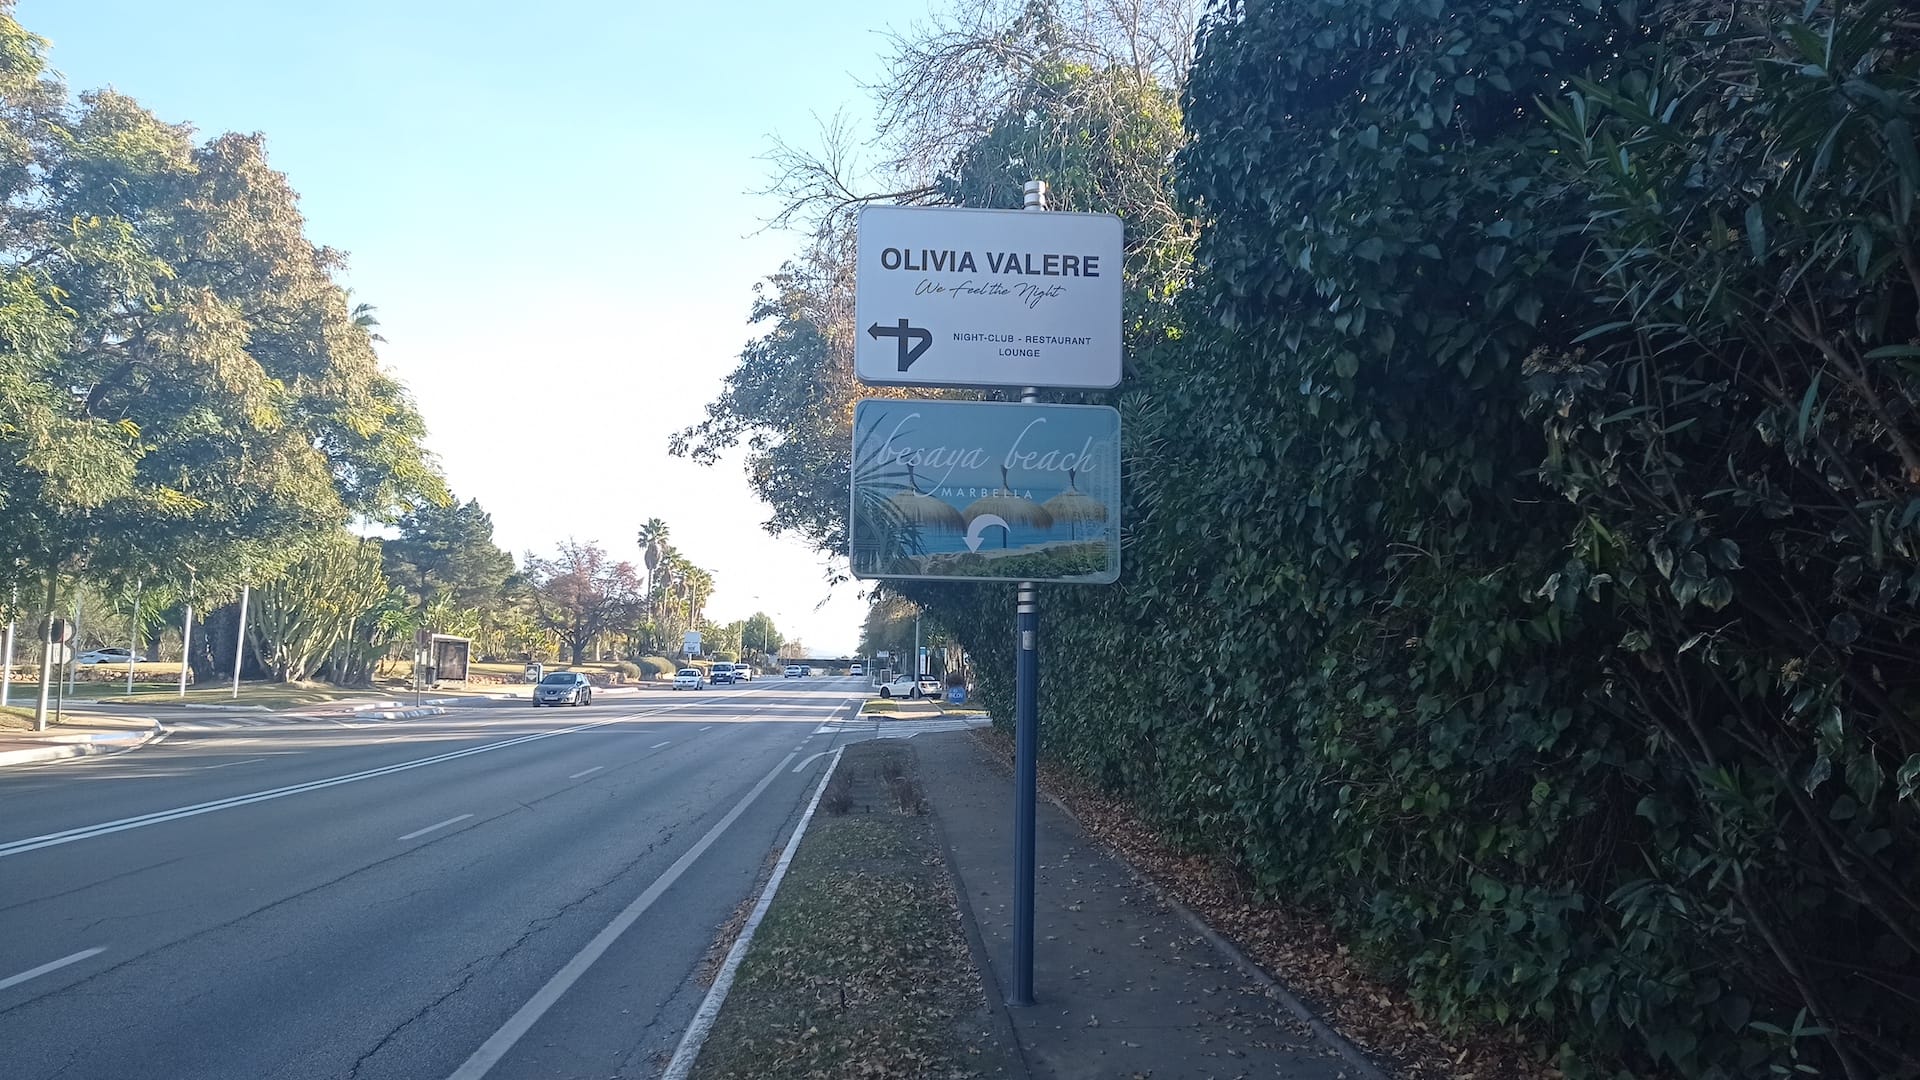 OLIVIA VALERE
We Feel the Night
NIGHT-CLUB - RESTAURANT
LOUNGE
besaya beach
MARBELLA